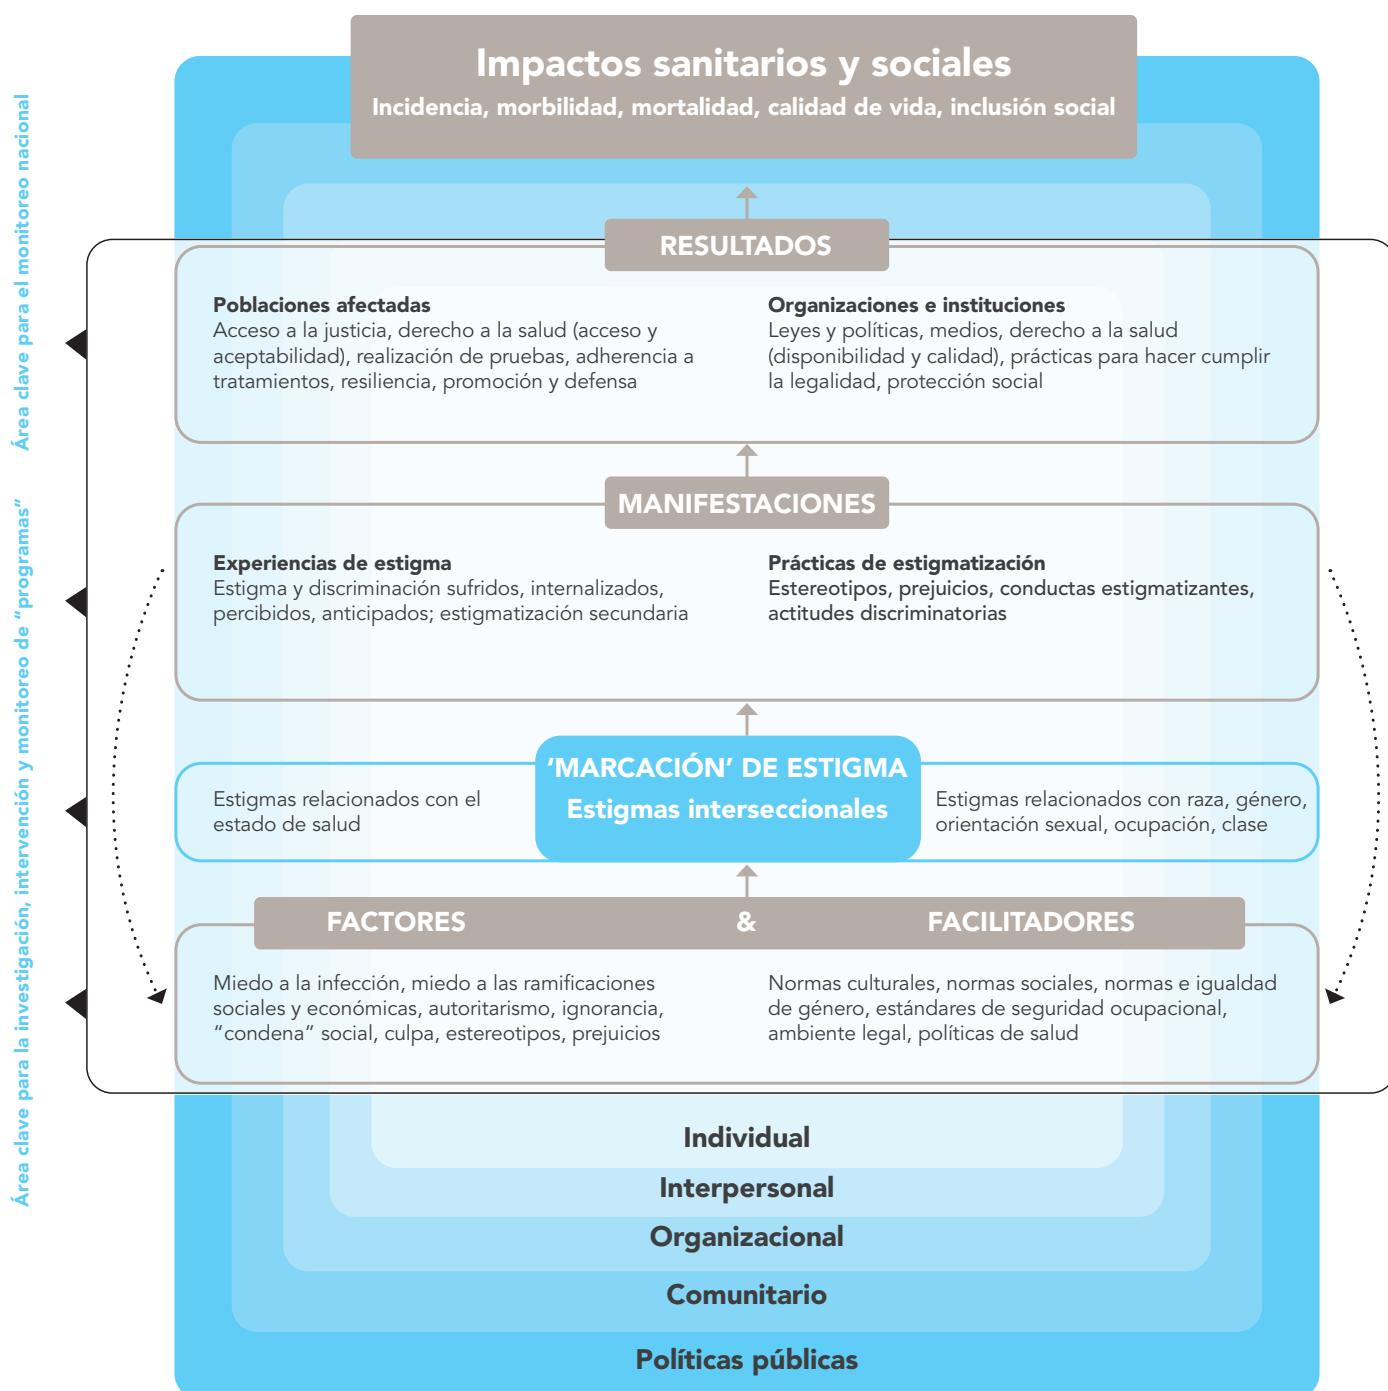 Impactos sanitarios y sociales
Incidencia, morbilidad, mortalidad, calidad de vida, inclusión social
Área clave para el monitoreo nacional
RESULTADOS
Poblaciones afectadas
Acceso a la justicia, derecho a la salud (acceso y
aceptabilidad), realización de pruebas, adherencia a
tratamientos, resiliencia, promoción y defensa
Organizaciones e instituciones
Leyes y políticas, medios, derecho a la salud
(disponibilidad y calidad), prácticas para hacer cumplir
la legalidad, protección social
Área clave para la investigación, intervención y monitoreo de “programas”
MANIFESTACIONES
Experiencias de estigma
Estigma y discriminación sufridos, internalizados,
percibidos, anticipados; estigmatización secundaria
Prácticas de estigmatización
Estereotipos, prejuicios, conductas estigmatizantes,
actitudes discriminatorias
‘MARCACIÓN’ DE ESTIGMA
Estigmas interseccionales
Estigmas relacionados con el
estado de salud
Estigmas relacionados con raza, género,
orientación sexual, ocupación, clase
FACTORES & FACILITADORES
Miedo a la infección, miedo a las ramificaciones
sociales y económicas, autoritarismo, ignorancia,
“condena” social, culpa, estereotipos, prejuicios
Normas culturales, normas sociales, normas e igualdad
de género, estándares de seguridad ocupacional,
ambiente legal, políticas de salud
Individual
Interpersonal
Organizacional
Comunitario
Políticas públicas